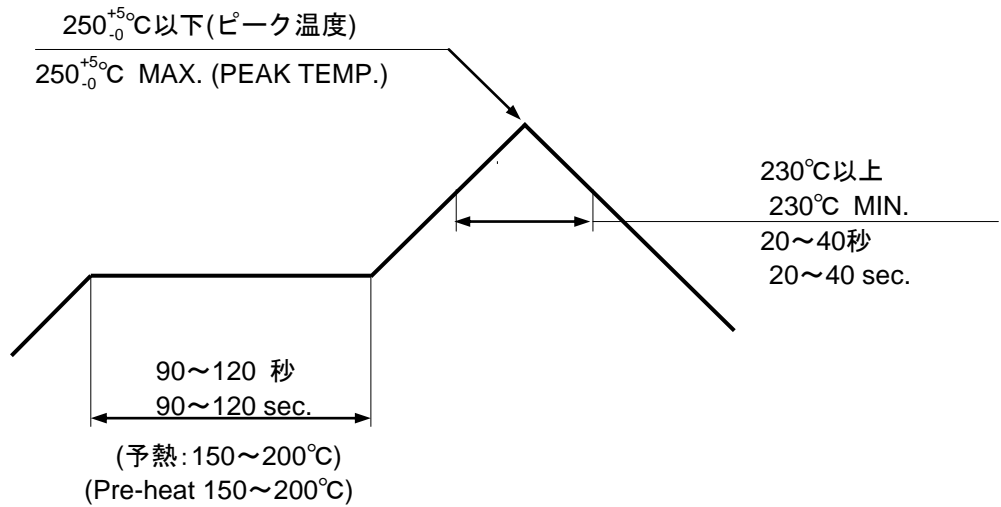 250+5-0℃以下(ピーク温度)
250+5-0℃ MAX. (PEAK TEMP.)
230℃以上
230℃ MIN.
20～40秒
20～40 sec.
90～120 秒
90～120 sec.
(予熱:150～200℃)
(Pre-heat 150～200℃)